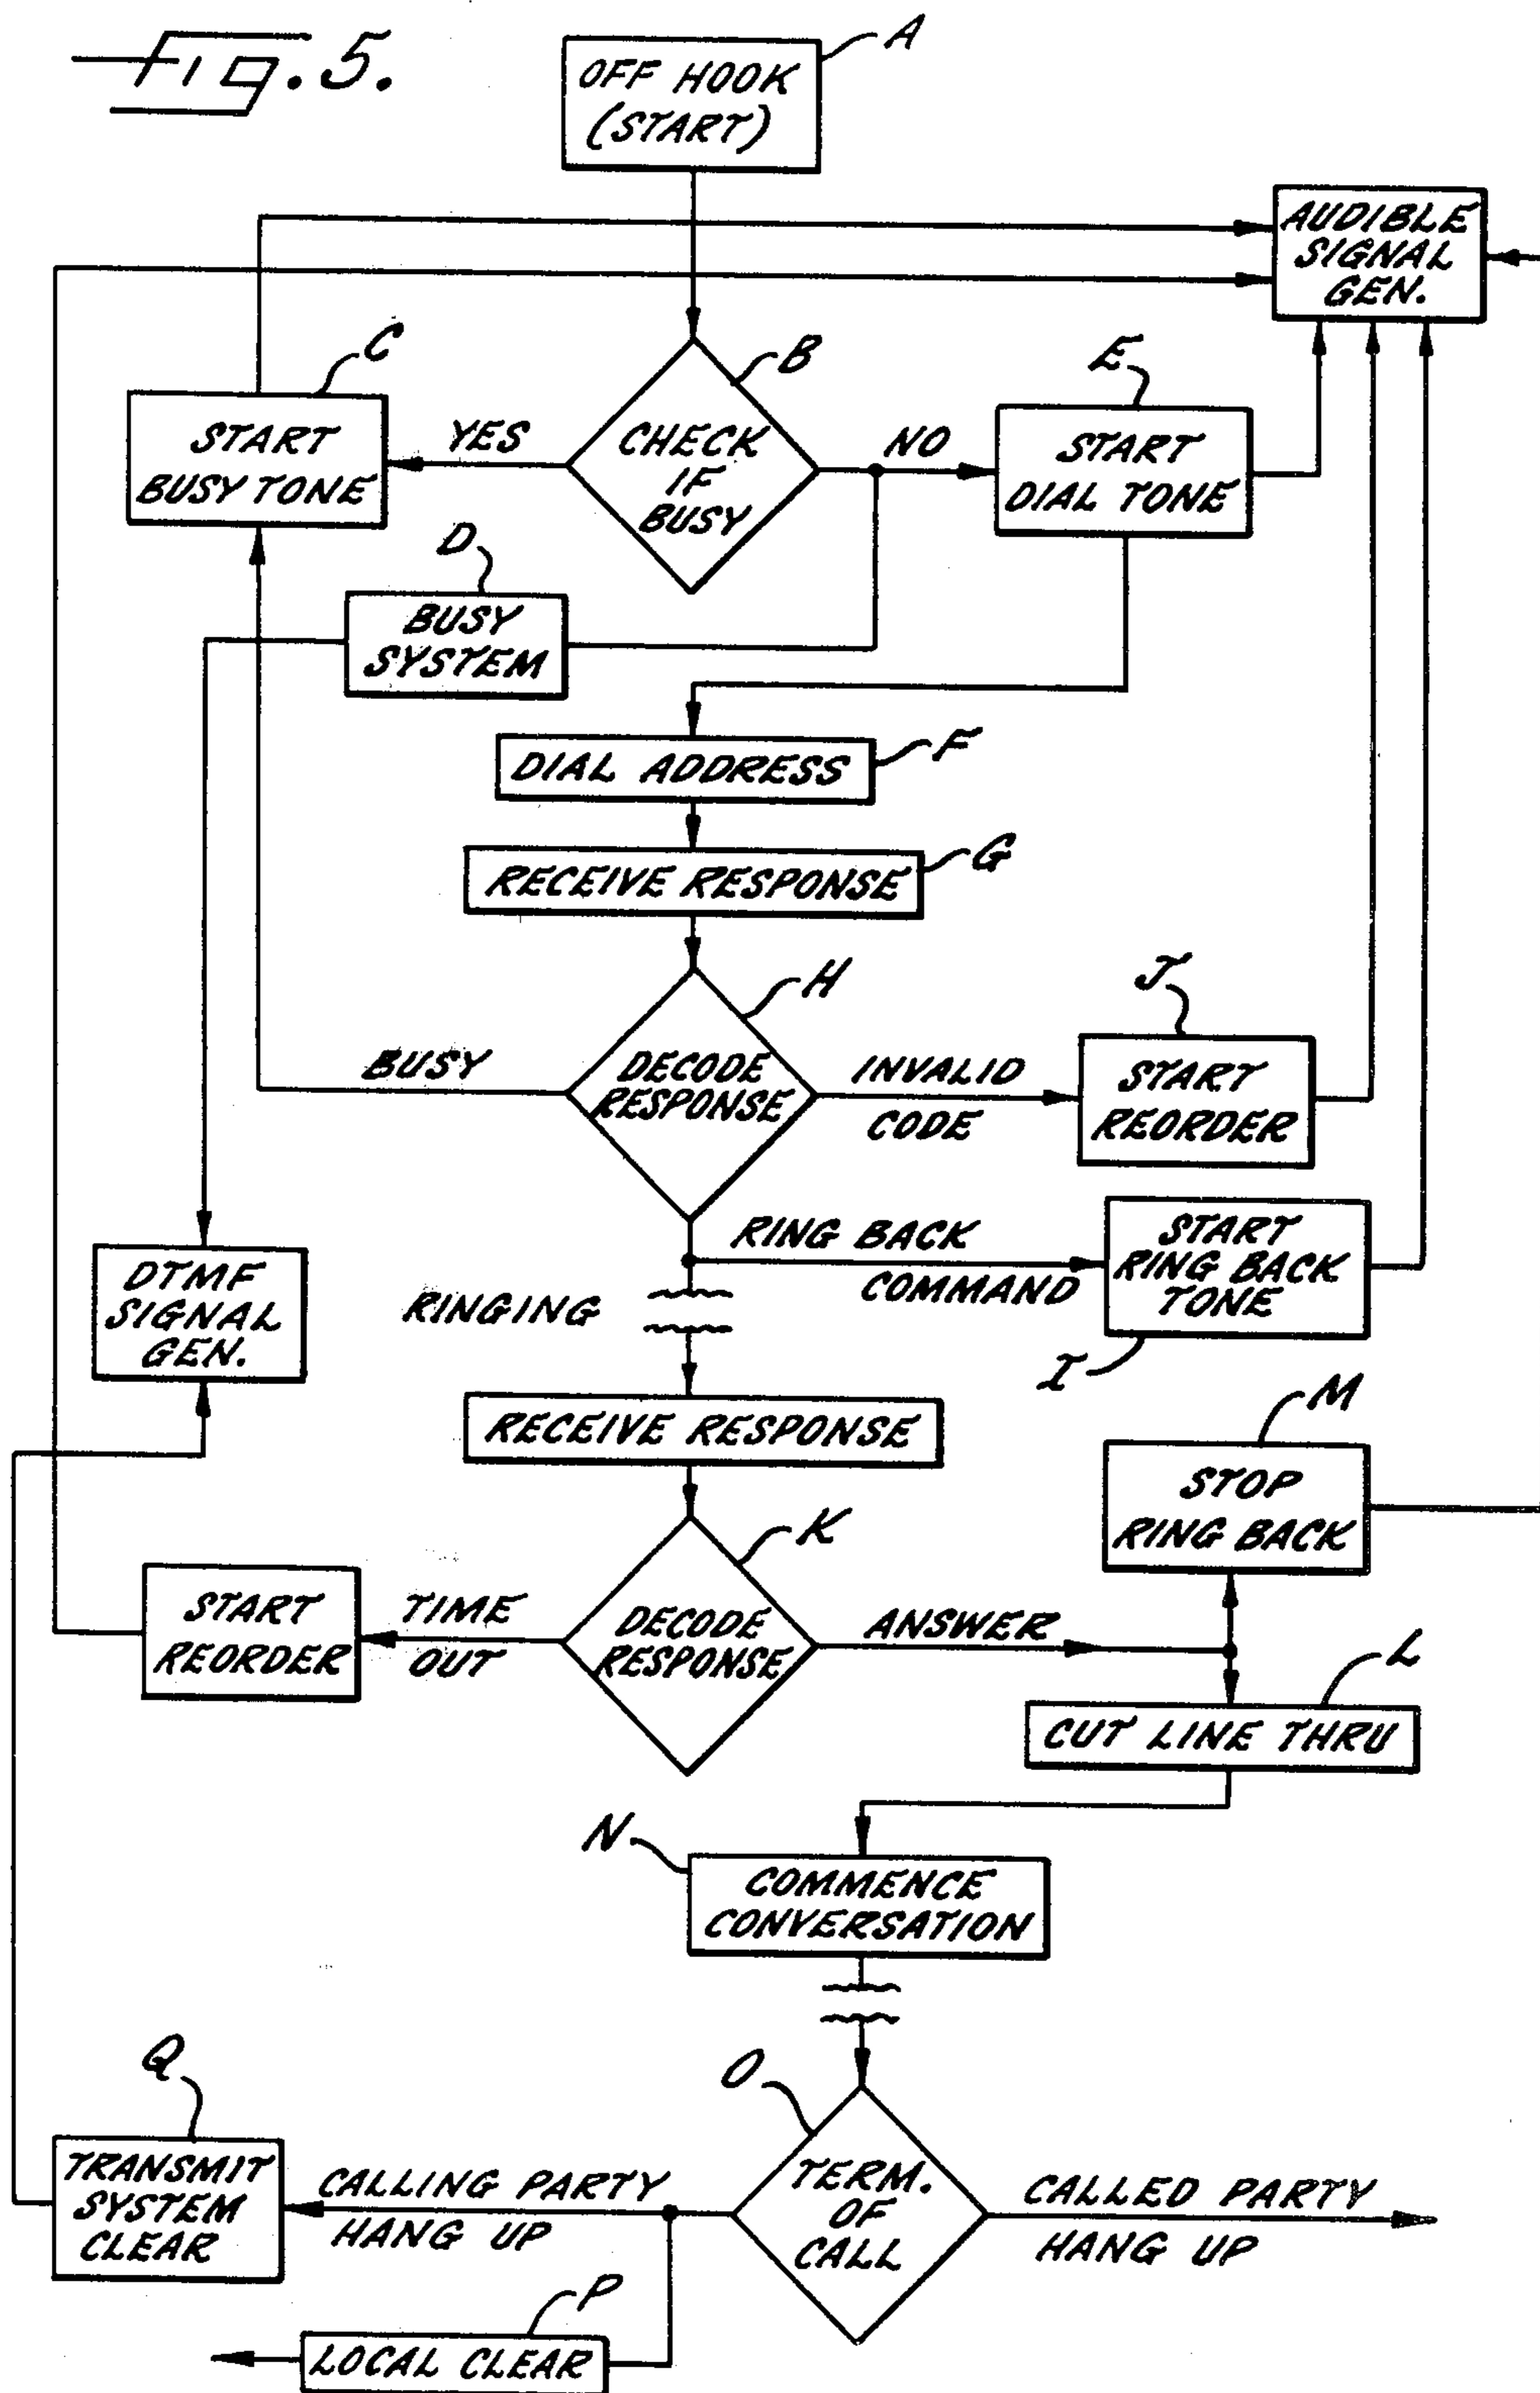 Fig. 5.
A
OFF HOOK
(START)
AUDIBLE
SIGNAL
GEN.
C
B
E
START
BUSY TONE
YES
CHECK
IF
BUSY
NO
START
DIAL TONE
D
BUSY
SYSTEM
DIAL ADDRESS
F
RECEIVE RESPONSE
G
H
J
BUSY
DECODE
RESPONSE
INVALID
CODE
START
REORDER
RING BACK
COMMAND
START
RING BACK
TONE
I
DTMF
SIGNAL
GEN.
RINGING
RECEIVE RESPONSE
M
STOP
RING BACK
K
START
REORDER
TIME
OUT
DECODE
RESPONSE
ANSWER
L
CUT LINE THRU
N
COMMENCE
CONVERSATION
Q
O
TRANSMIT
SYSTEM
CLEAR
CALLING PARTY
HANG UP
TERM.
OF
CALL
CALLED PARTY
HANG UP
P
LOCAL CLEAR